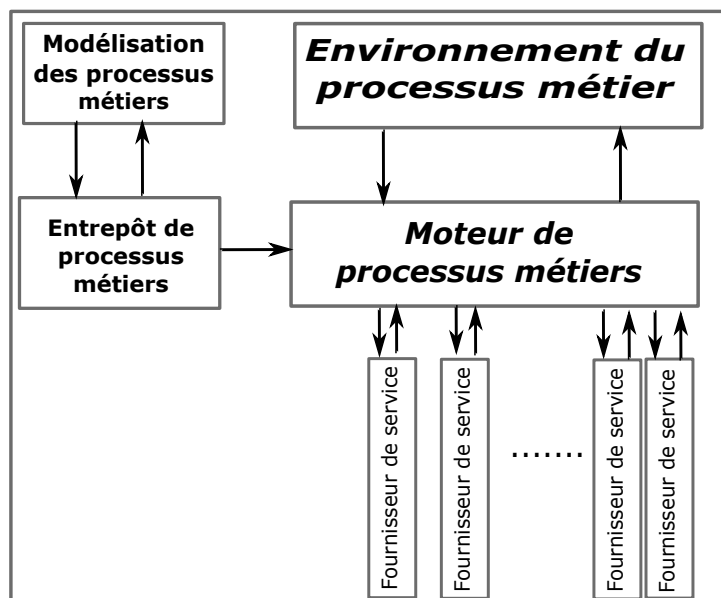 Modélisation
des processus
métiers
Environnement du
processus métier
Entrepôt de
processus
métiers
Moteur de
processus métiers
Fournisseur de service
Fournisseur de service
........
Fournisseur de service
Fournisseur de service